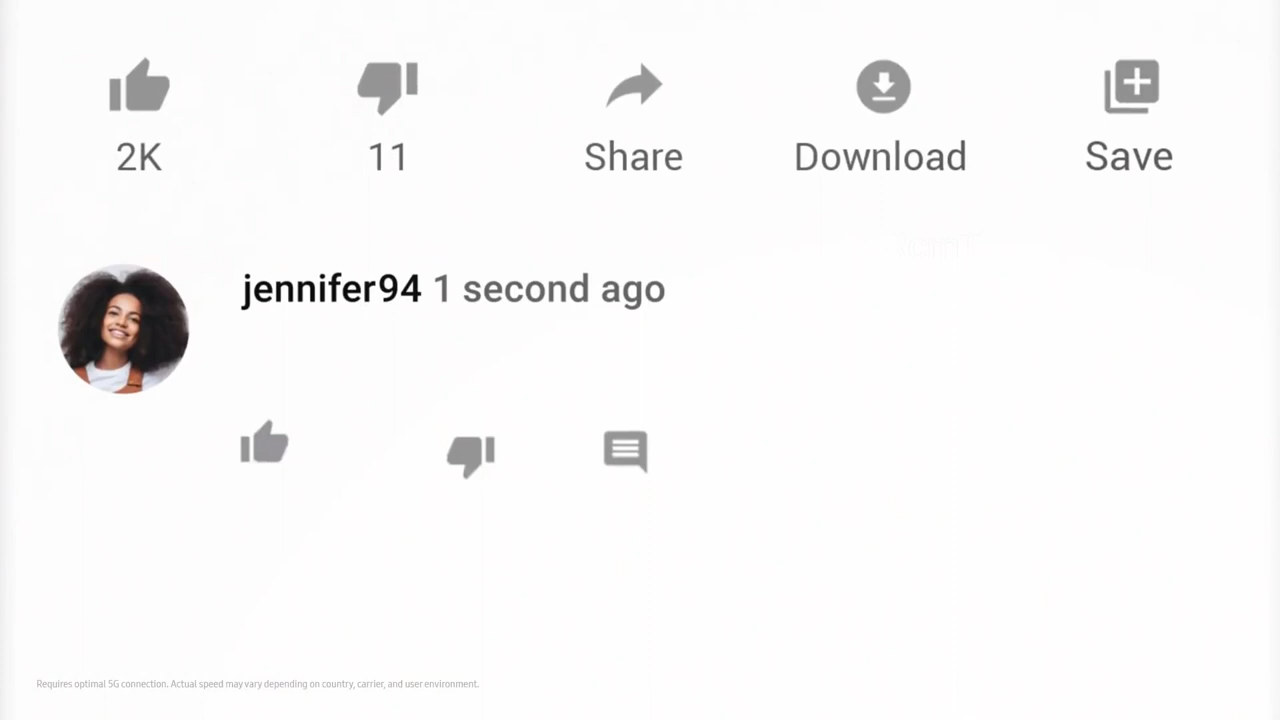 2K 11 Share Download Save
jennifer94 1 second ago
Requires optimal 5G connection. Actual speed may vary depending on country, carrier, and user environment.